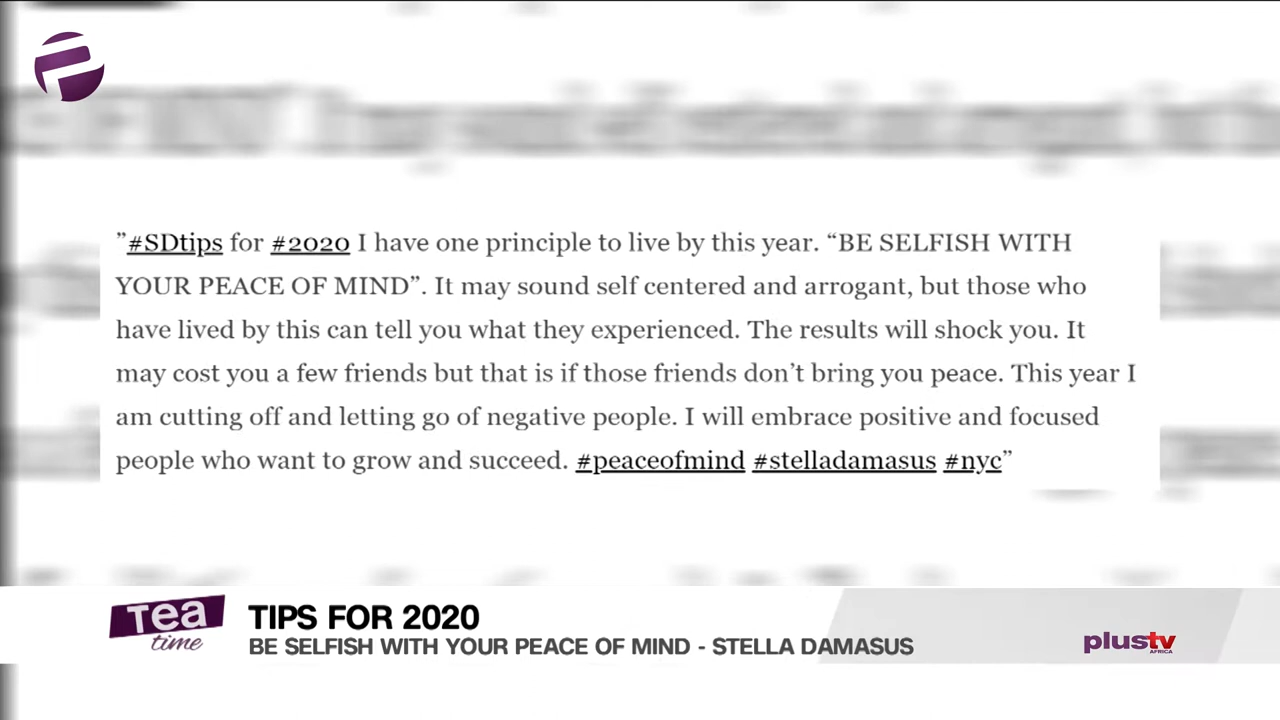 ”#SDtips for #2020 I have one principle to live by this year. “BE SELFISH WITH
YOUR PEACE OF MIND”. It may sound self centered and arrogant, but those who
have lived by this can tell you what they experienced. The results will shock you. It
may cost you a few friends but that is if those friends don’t bring you peace. This year I
am cutting off and letting go of negative people. I will embrace positive and focused
people who want to grow and succeed. #peaceofmind #stelladamasus #nyc”
Tea
time
TIPS FOR 2020
BE SELFISH WITH YOUR PEACE OF MIND - STELLA DAMASUS
plustv
AFRICA